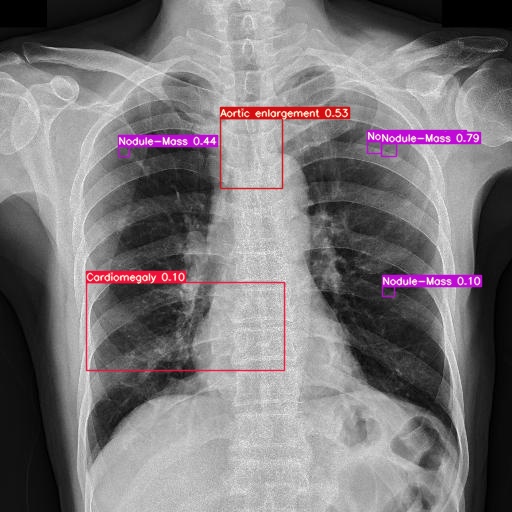 Aortic enlargement 0.53
Nodule-Mass 0.44
No
Nodule-Mass 0.79
Cardiomegaly 0.10
Nodule-Mass 0.10